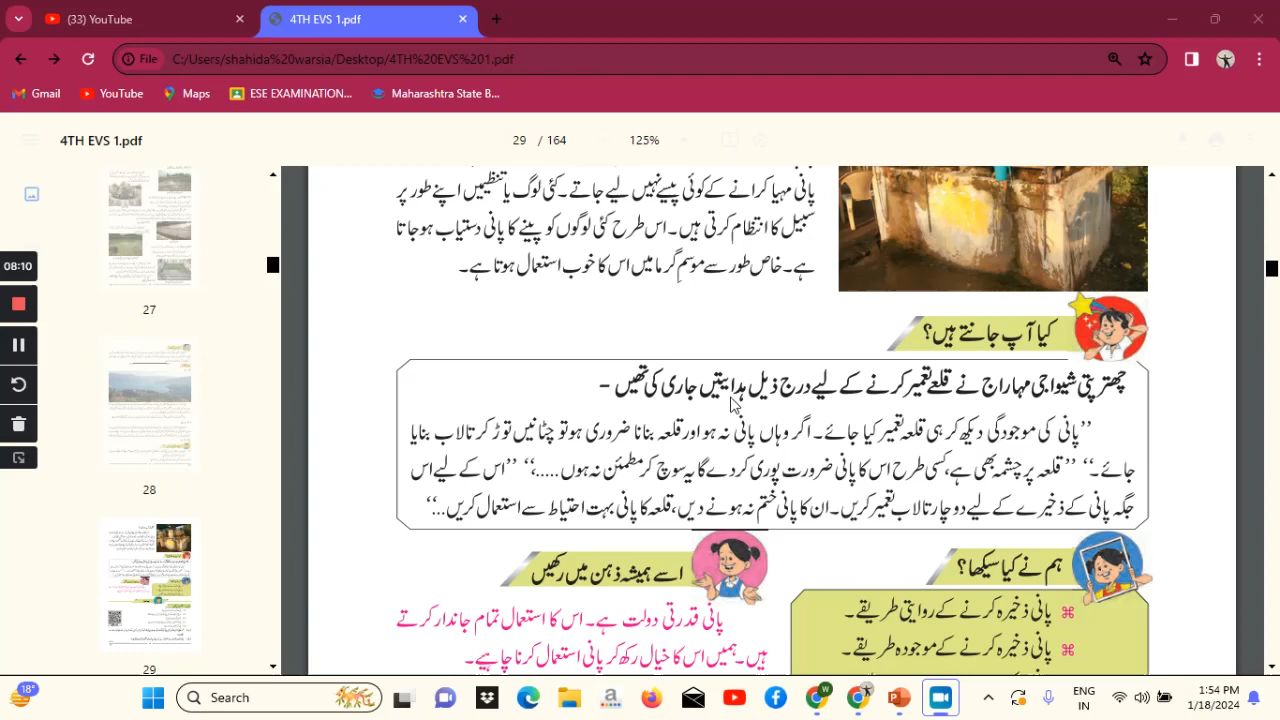 (33) YouTube
4TH EVS 1.pdf
File
C:/Users/shahida%20warsia/Desktop/4TH%20EVS%201.pdf
Gmail
YouTube
Maps
ESE EXAMINATION...
Maharashtra State B...
4TH EVS 1.pdf
29 / 164
125%
08:10
27
28
29
پانی مہیا کرانے کے کوئی پیسے نہیں لیے جاتے۔ کئی لوگ یا تنظیمیں اپنے طور پر
سبیل کا انتظام کرتی ہیں۔ اس طرح کئی لوگوں کو پینے کا پانی دستیاب ہو جاتا
ہے۔ خاص طور سے موسمِ گرما میں اس کا خوب استعمال ہوتا ہے۔
کیا آپ جانتے ہیں؟
چھترپتی شیواجی مہاراج نے قلعے تعمیر کرنے کے لیے درج ذیل ہدایتیں جاری کی تھیں -
’’پانی کی موجودگی دیکھ کر ہی قلعہ تعمیر کیا جائے۔ اگر وہاں پانی نہ ہو اور قلعہ بنانا ضروری ہو تو چٹانیں توڑ کر تالاب بنایا
جائے۔‘‘ ’’قلعہ پر چشمہ بھی ہے، کسی طرح اس کا پانی ضرورت پوری کردے گا یہ سوچ کر مطمئن نہ ہوں.....‘‘ ’’اس کے لیے اس
جگہ پانی کے ذخیرے کے لیے دو چار تالاب تعمیر کریں۔ ان کا پانی ختم نہ ہونے دیں، قلعہ کا پانی بہت احتیاط سے استعمال کریں...‘‘
ہم نے کیا سیکھا؟
⌘ پانی ذخیرہ کرنے کے روایتی طریقے۔
⌘ پانی ذخیرہ کرنے کے موجودہ طریقے۔
اسے ہمیشہ ذہن میں رکھیں
پانی قدرتی دولت ہے۔ اس کا استعمال تمام جاندار کرتے
ہیں۔ ہمیں اس کا خیال رکھ کر پانی استعمال کرنا چاہیے۔
18°
Search
ENG
IN
1:54 PM
1/18/2024